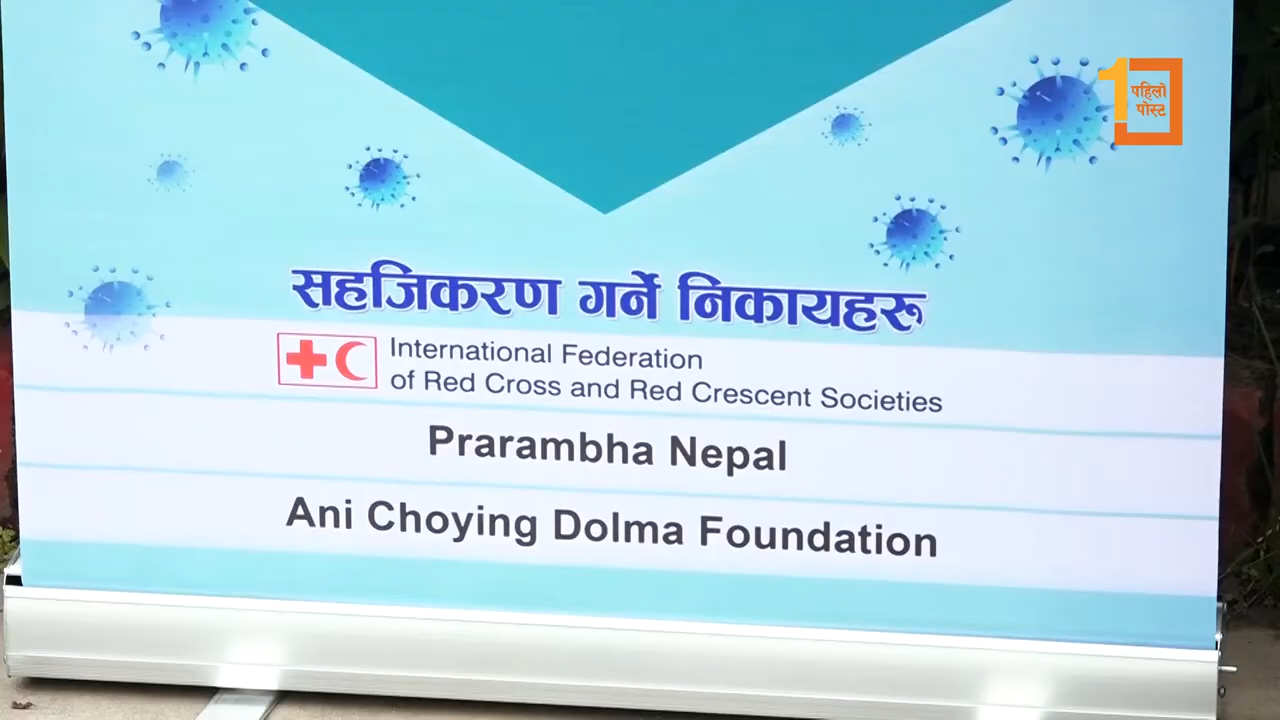 पहिलो
पोस्ट
सहजिकरण गर्ने निकायहरू
International Federation
of Red Cross and Red Crescent Societies
Prarambha Nepal
Ani Choying Dolma Foundation